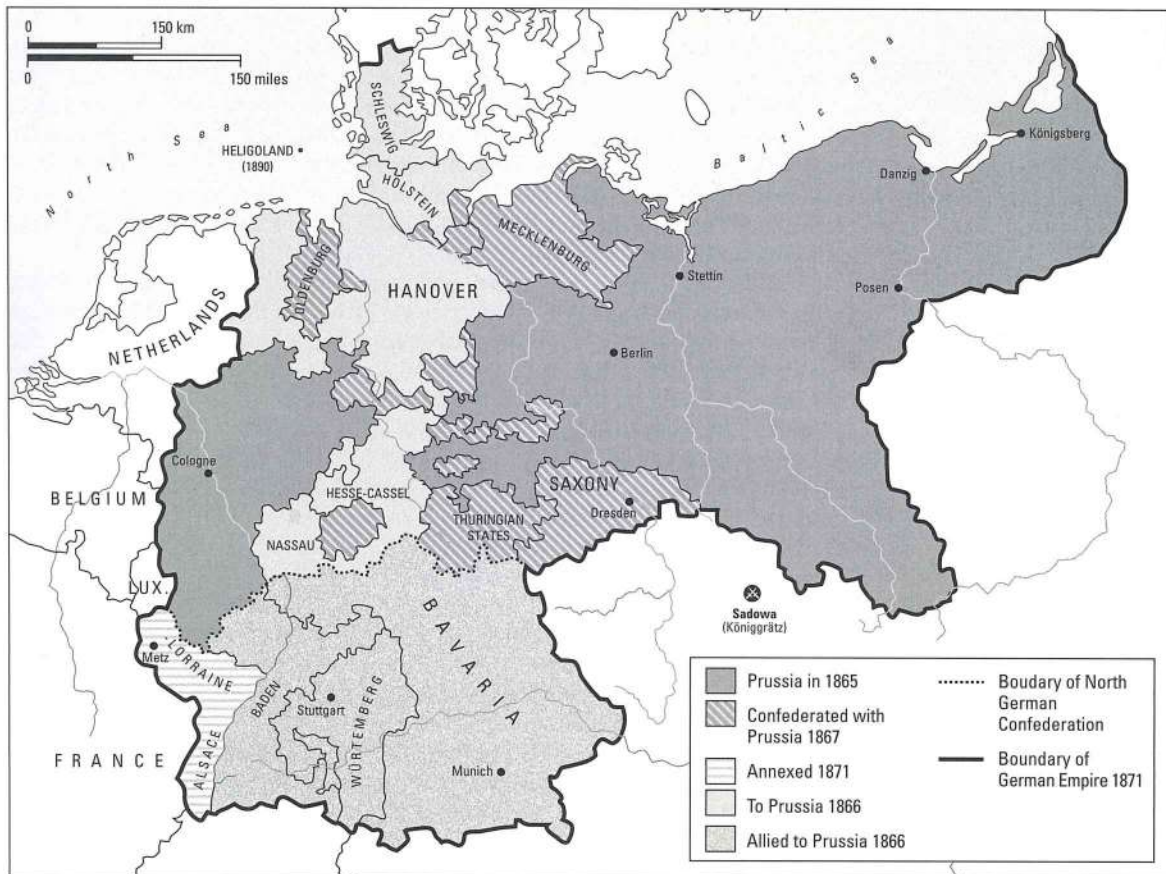 0 150 km
0 150 miles
North Sea
HELIGOLAND
(1890)
SCHLESWIG
HOLSTEIN
Baltic Sea
Königsberg
Danzig
MECKLENBURG
OLDENBURG
HANOVER
Stettin
Posen
NETHERLANDS
Berlin
Cologne
BELGIUM
HESSE-CASSEL
SAXONY
Dresden
THURINGIAN
STATES
NASSAU
LUX.
Sadowa
(Königgrätz)
BAVARIA
Metz
LORRAINE
BADEN
Stuttgart
WÜRTEMBERG
FRANCE
ALSACE
Munich
Prussia in 1865
Confederated with
Prussia 1867
Annexed 1871
To Prussia 1866
Allied to Prussia 1866
Boudary of North
German
Confederation
Boundary of
German Empire 1871